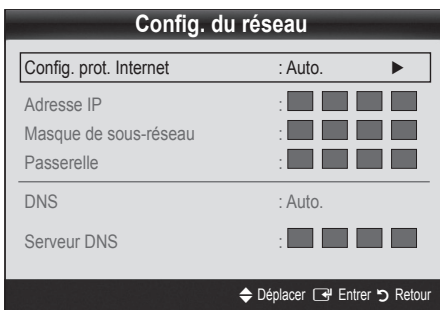 Config. du réseau
Config. prot. Internet : Auto. ►
Adresse IP :
Masque de sous-réseau :
Passerelle :
DNS : Auto.
Serveur DNS :
Déplacer Entrer Retour